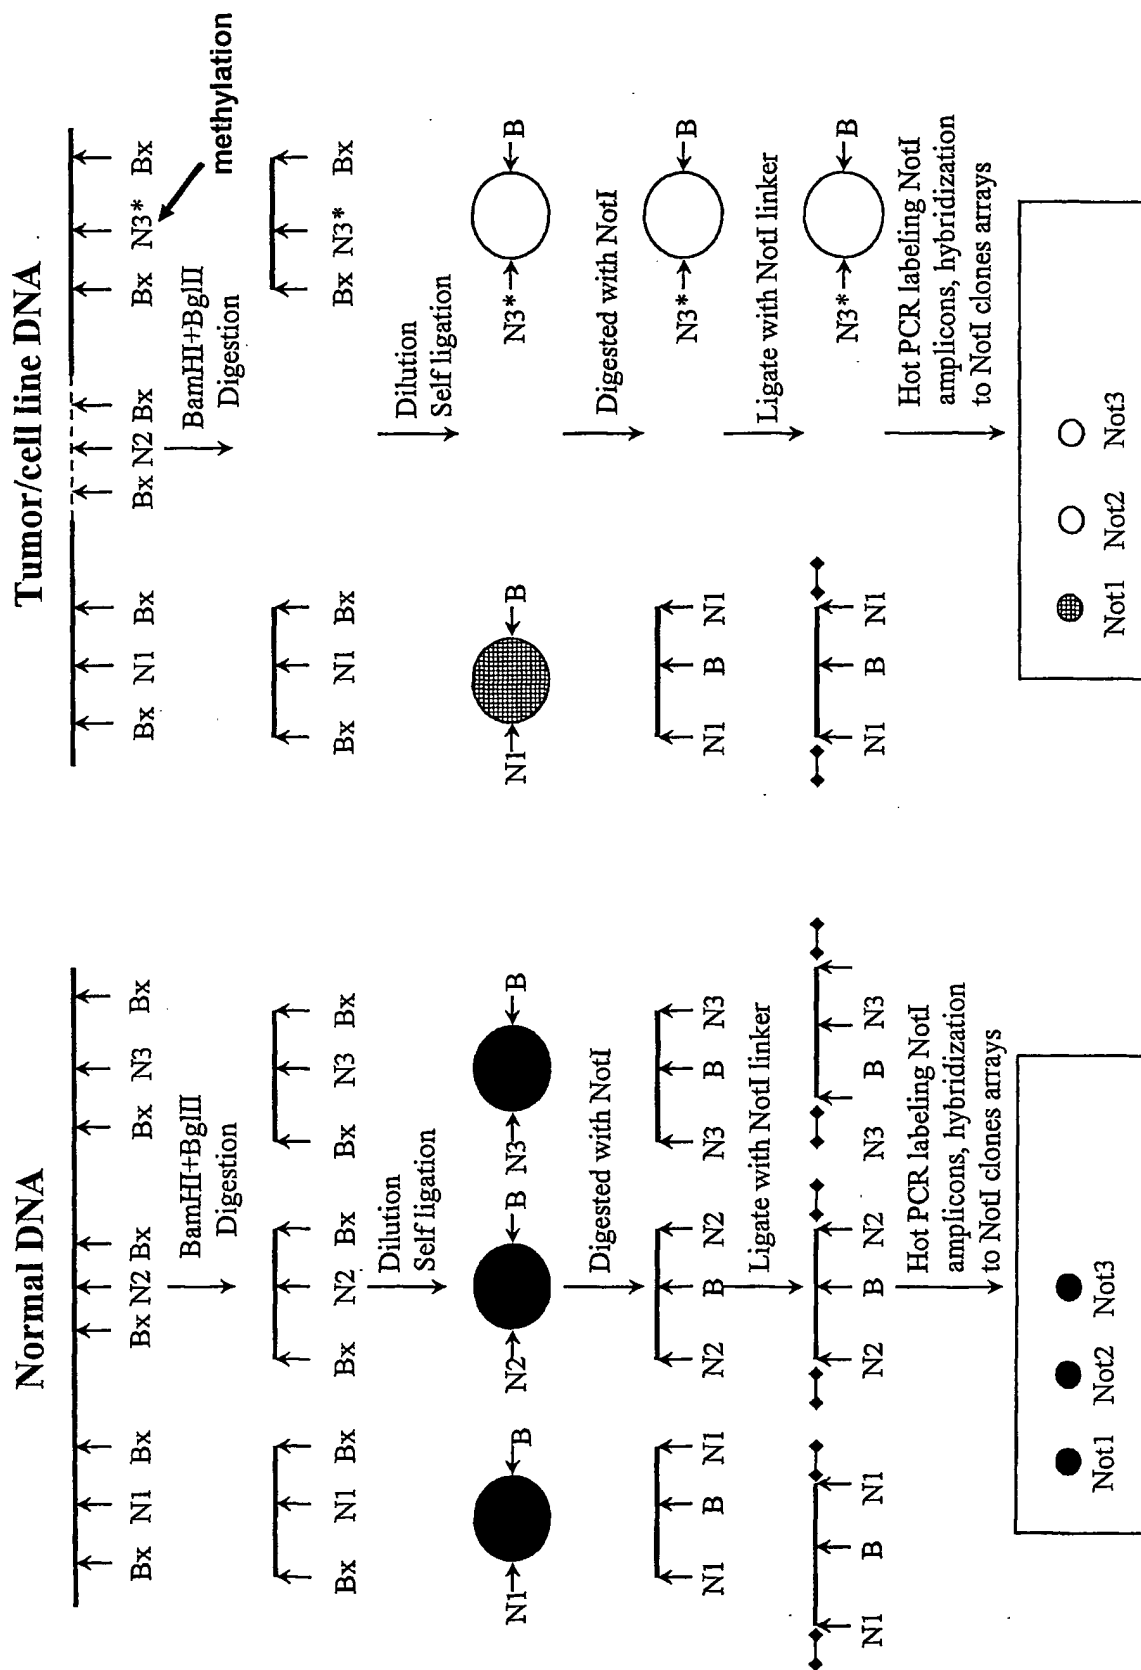 Normal DNA
Bx N1 Bx Bx N2 Bx Bx N3 Bx
BamHI+BglII
Digestion
Bx N1 Bx Bx N2 Bx Bx N3 Bx
Dilution
Self ligation
N1 B N2 B N3 B
Digested with NotI
N1 B N1 N2 B N2 N3 B N3
Ligate with NotI linker
N1 B N1 N2 B N2 N3 B N3
Hot PCR labeling NotI
amplicons, hybridization
to NotI clones arrays
Not1 Not2 Not3
Tumor/cell line DNA
Bx N1 Bx Bx N2 Bx Bx N3* Bx
methylation
BamHI+BglII
Digestion
Bx N1 Bx Bx N3* Bx
Dilution
Self ligation
N1 B N3* B
Digested with NotI
N1 B N1 N3* B
Ligate with NotI linker
N1 B N1 N3* B
Hot PCR labeling NotI
amplicons, hybridization
to NotI clones arrays
Not1 Not2 Not3